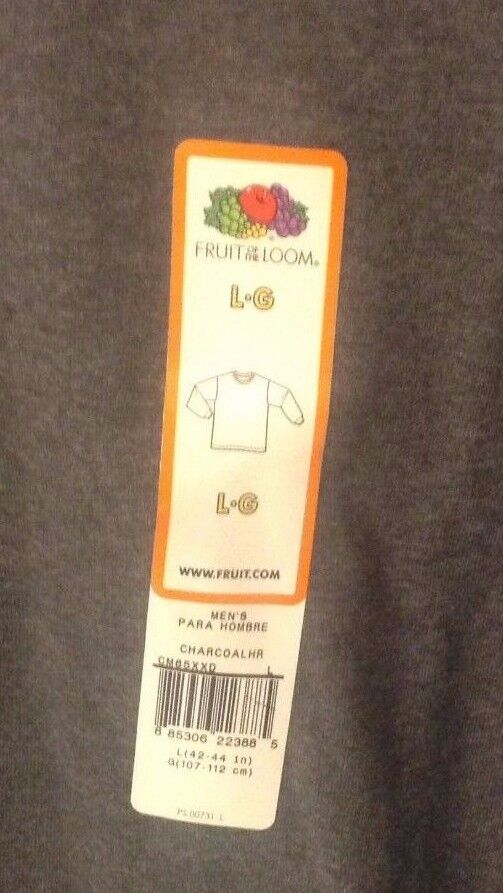 FRUIT OF THE LOOM®
L•G
L•G
WWW.FRUIT.COM
MEN'S
PARA HOMBRE
CHARCOALHR
CM65XXD L
8 85306 22388 5
L(42-44 in)
G(107-112 cm)
PS.00731-L